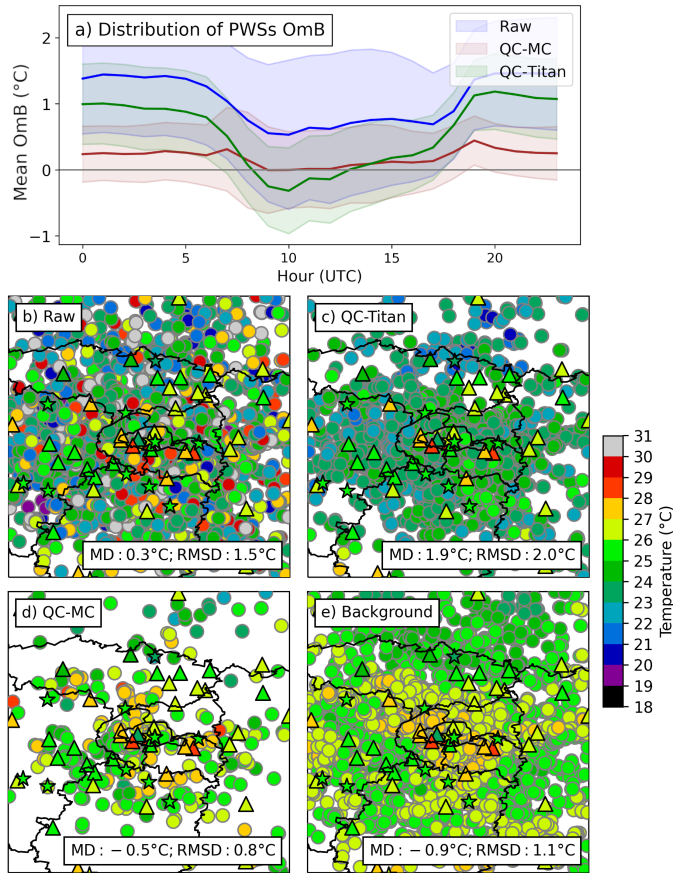 a) Distribution of PWSs OmB
Raw
QC-MC
QC-Titan
Mean OmB (°C)
2
1
0
−1
0
5
10
15
20
Hour (UTC)
b) Raw
MD : 0.3°C; RMSD : 1.5°C
c) QC-Titan
MD : 1.9°C; RMSD : 2.0°C
d) QC-MC
MD : − 0.5°C; RMSD : 0.8°C
e) Background
MD : − 0.9°C; RMSD : 1.1°C
31
30
29
28
27
26
25
24
23
22
21
20
19
18
Temperature (°C)